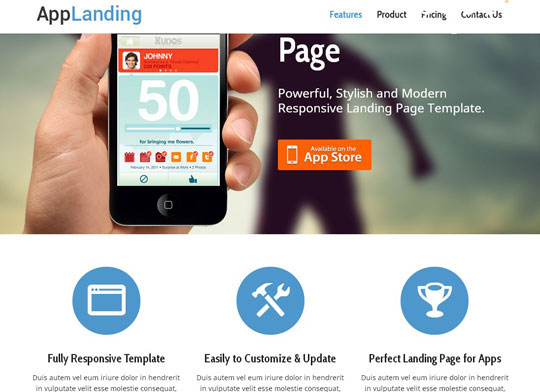 AppLanding
Features Product Pricing Contact Us
Page
Powerful, Stylish and Modern
Responsive Landing Page Template.
Available on the
App Store
Kudos
JOHNNY
50
for bringing me flowers.
Fully Responsive Template
Easily to Customize & Update
Perfect Landing Page for Apps
Duis autem vel eum iriure dolor in hendrerit
in vulputate velit esse molestie consequat,
Duis autem vel eum iriure dolor in hendrerit
in vulputate velit esse molestie consequat,
Duis autem vel eum iriure dolor in hendrerit
in vulputate velit esse molestie consequat,